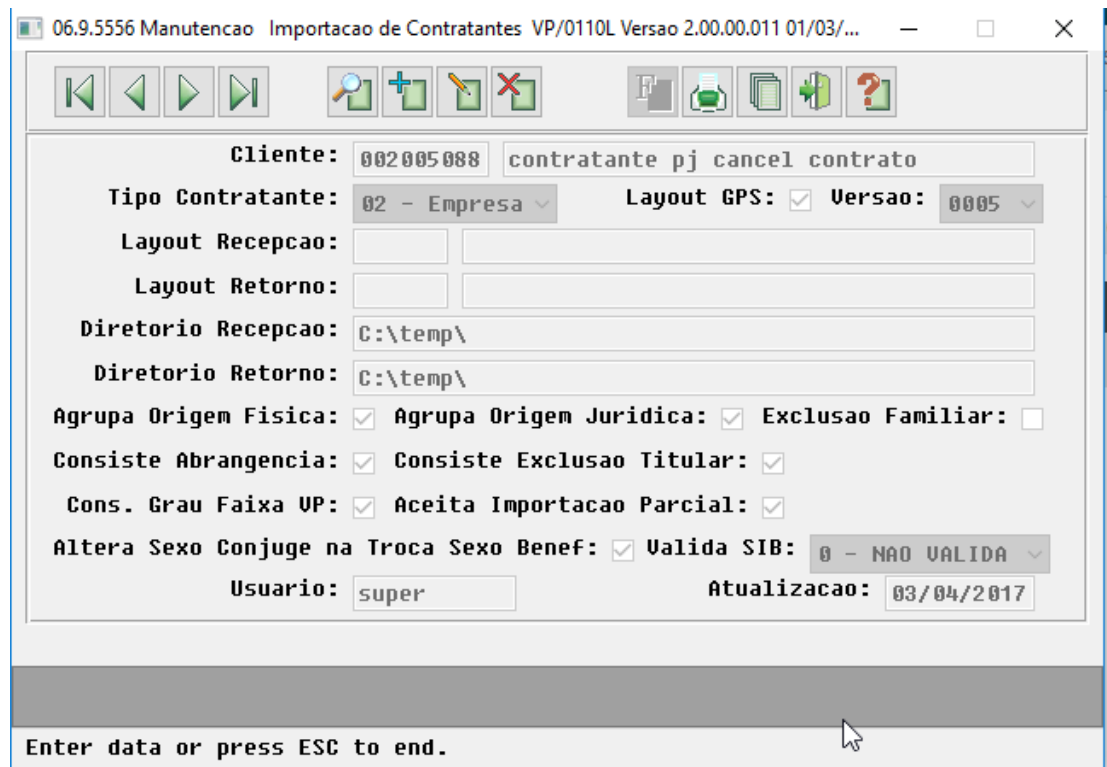 06.9.5556 Manutencao Importacao de Contratantes VP/0110L Versao 2.00.00.011 01/03/...
Cliente: 002005088 contratante pj cancel contrato
Tipo Contratante: 02 - Empresa Layout GPS: Versao: 0005
Layout Recepcao:
Layout Retorno:
Diretorio Recepcao: C:\temp\
Diretorio Retorno: C:\temp\
Agrupa Origem Fisica: Agrupa Origem Juridica: Exclusao Familiar:
Consiste Abrangencia: Consiste Exclusao Titular:
Cons. Grau Faixa VP: Aceita Importacao Parcial:
Altera Sexo Conjuge na Troca Sexo Benef: Valida SIB: 0 - NAO VALIDA
Usuario: super Atualizacao: 03/04/2017
Enter data or press ESC to end.